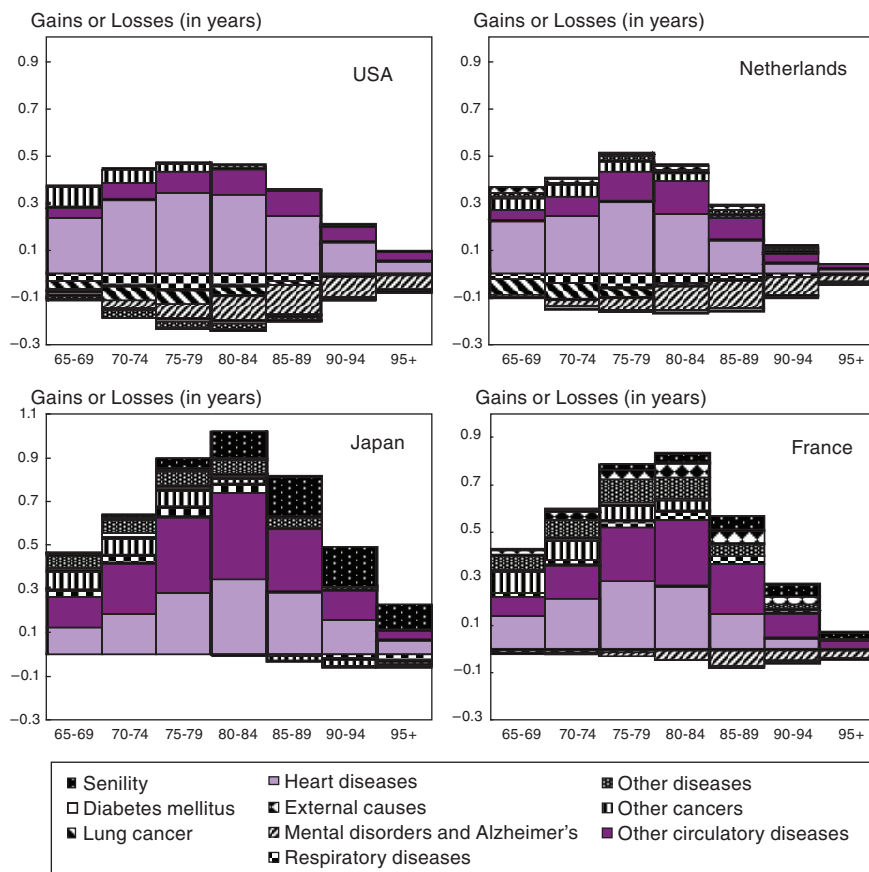 Gains or Losses (in years)
USA
0.9
0.7
0.5
0.3
0.1
−0.1
−0.3
65-69 70-74 75-79 80-84 85-89 90-94 95+
Gains or Losses (in years)
Netherlands
0.9
0.7
0.5
0.3
0.1
−0.1
−0.3
65-69 70-74 75-79 80-84 85-89 90-94 95+
Gains or Losses (in years)
Japan
1.1
0.9
0.7
0.5
0.3
0.1
−0.1
−0.3
65-69 70-74 75-79 80-84 85-89 90-94 95+
Gains or Losses (in years)
France
0.9
0.7
0.5
0.3
0.1
−0.1
−0.3
65-69 70-74 75-79 80-84 85-89 90-94 95+
Senility
Diabetes mellitus
Lung cancer
Heart diseases
External causes
Mental disorders and Alzheimer's
Respiratory diseases
Other diseases
Other cancers
Other circulatory diseases